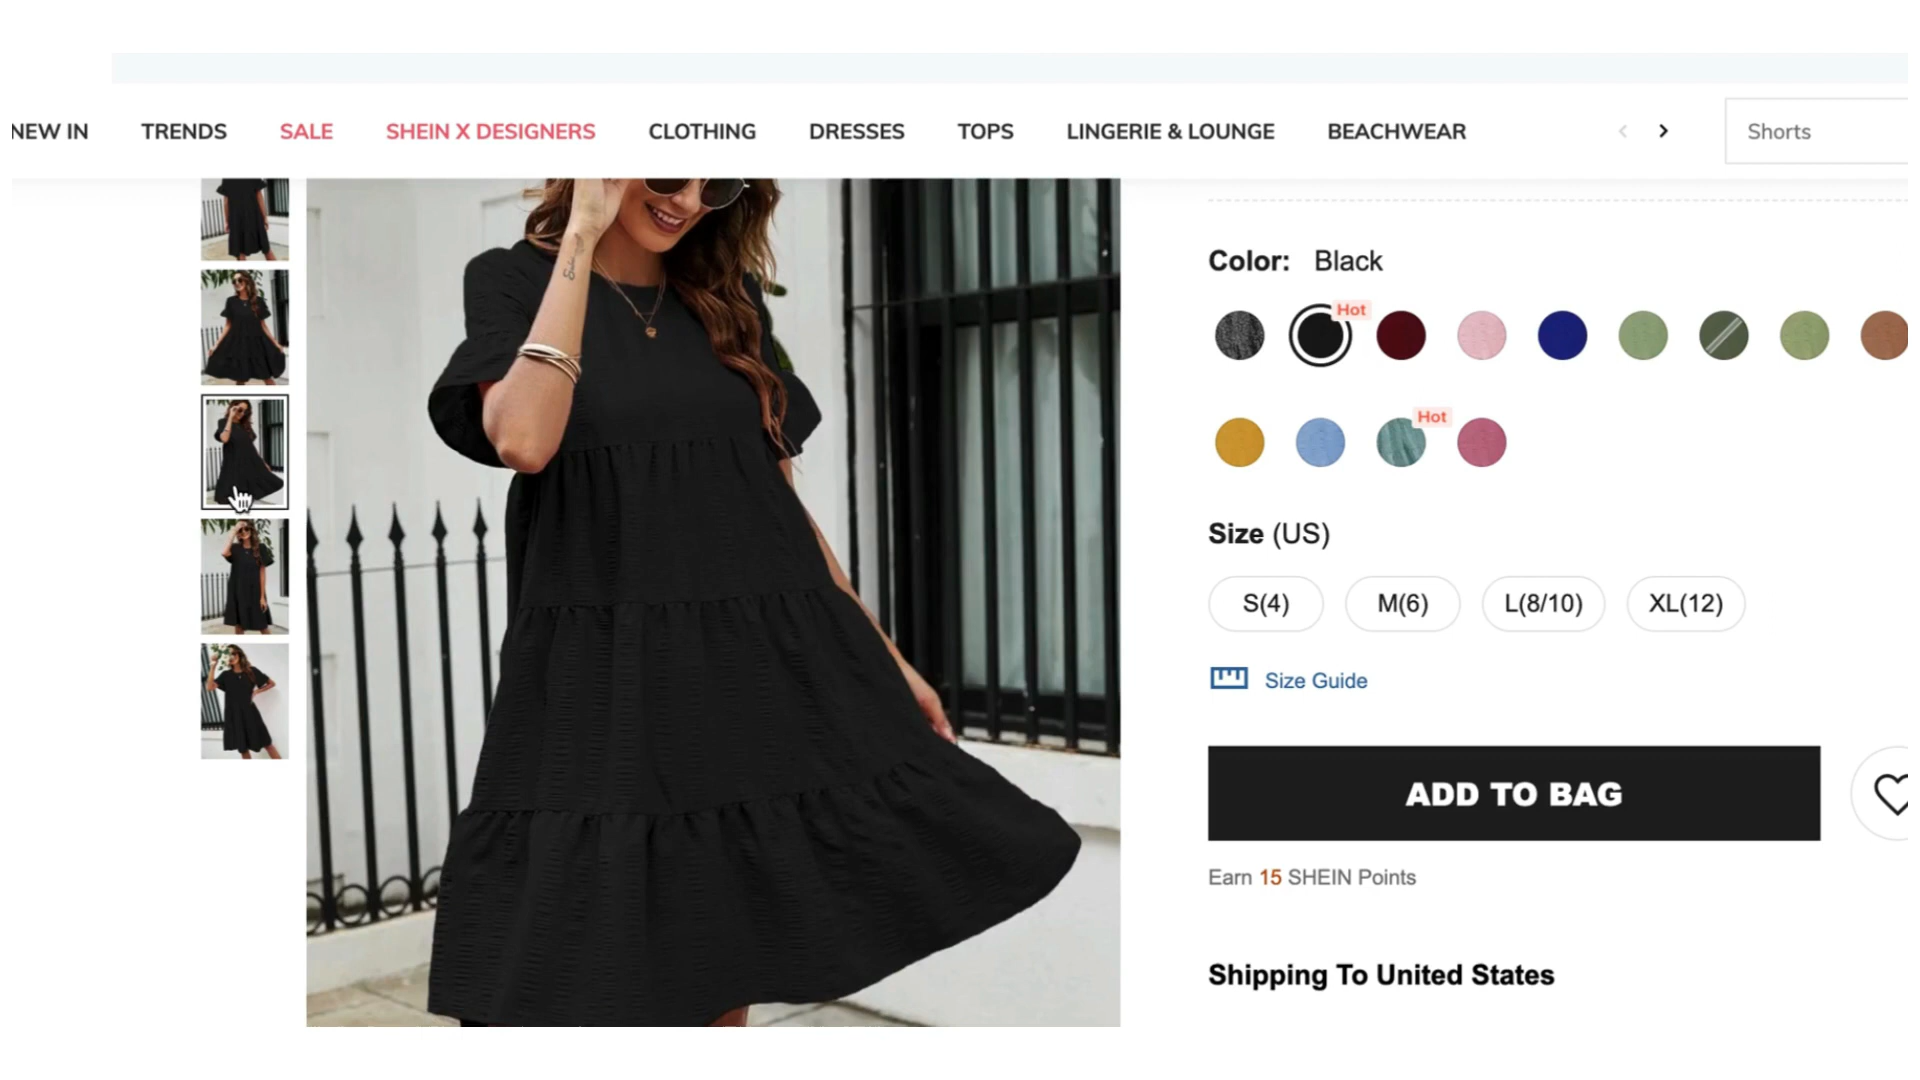 NEW IN TRENDS SALE SHEIN X DESIGNERS CLOTHING DRESSES TOPS LINGERIE & LOUNGE BEACHWEAR Shorts
Color: Black
Hot
Hot
Size (US)
S(4) M(6) L(8/10) XL(12)
Size Guide
ADD TO BAG
Earn 15 SHEIN Points
Shipping To United States